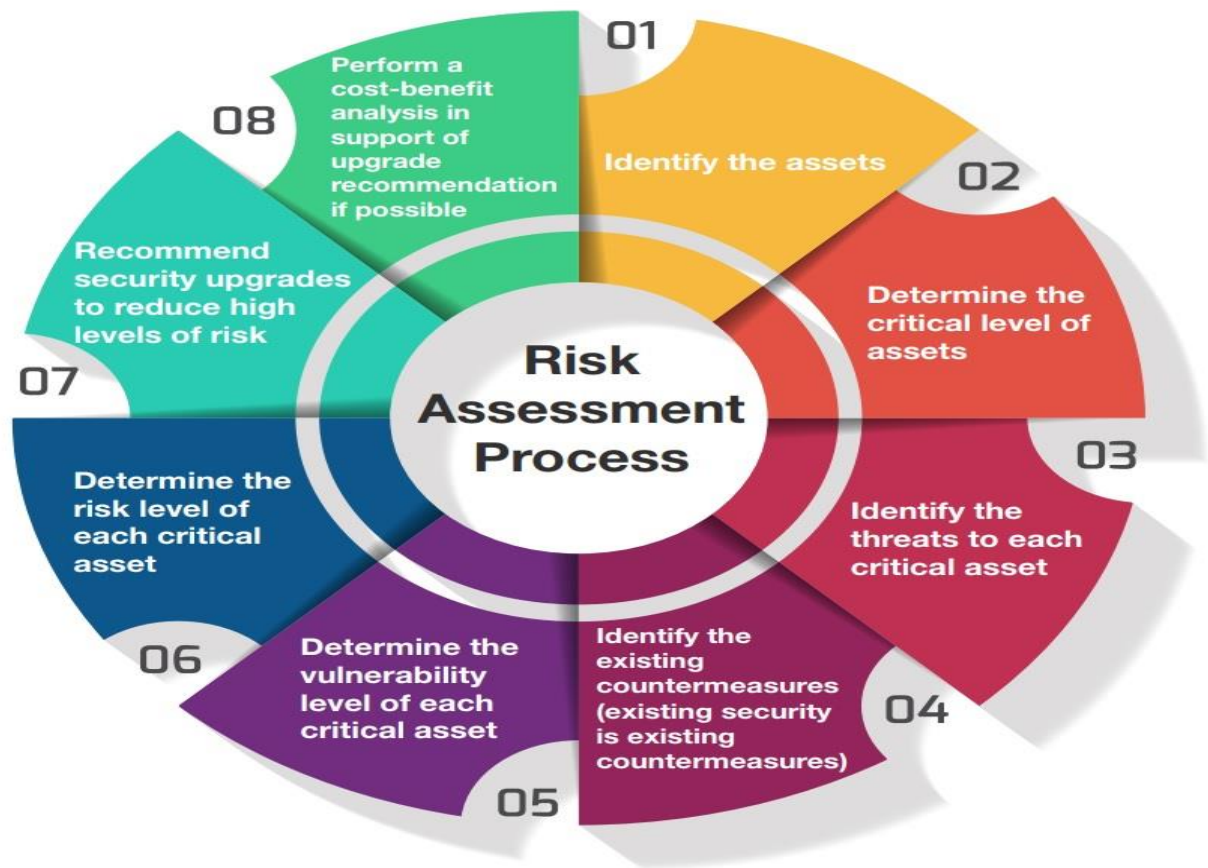 Risk
Assessment
Process
01
Identify the assets
02
Determine the
critical level of
assets
03
Identify the
threats to each
critical asset
04
Identify the
existing
countermeasures
(existing security
is existing
countermeasures)
05
Determine the
vulnerability
level of each
critical asset
06
Determine the
risk level of
each critical
asset
07
Recommend
security upgrades
to reduce high
levels of risk
08
Perform a
cost-benefit
analysis in
support of
upgrade
recommendation
if possible